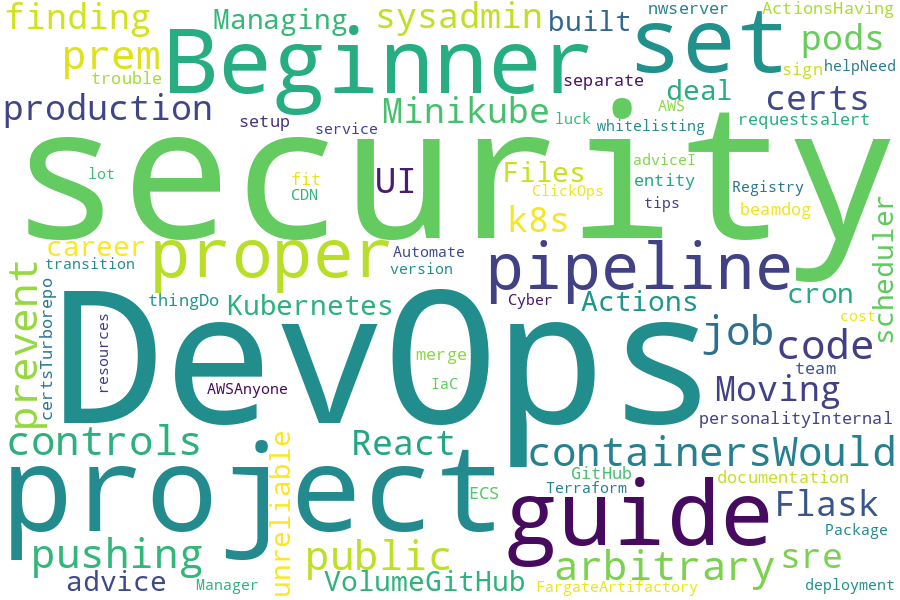 finding
Managing
sysadmin
built
nwserver
ActionsHaving
prem
Beginner
set
pods
trouble
separate
sign
helpNeed
production
Minikube
deal
certs
setup
service
luck
AWS
whitelisting
requestsalert
security
lot
fit
CDN
UI
Files
ClickOps
adviceI
entity
tips
Registry
beamdog
k8s
career
proper
Automate
version
pipeline
scheduler
transition
prevent
certsTurborepo
thingDo
Kubernetes
Cyber
Actions
cron
cost
resources
DevOps
merge
IaC
AWSAnyone
job
code
team
Moving
personalityInternal
controls
React
containersWould
project
unreliable
ECS
GitHub
Terraform
documentation
guide
Flask
Package
pushing
public
arbitrary
sre
advice
Manager
VolumeGitHub
FargateArtifactory
deployment